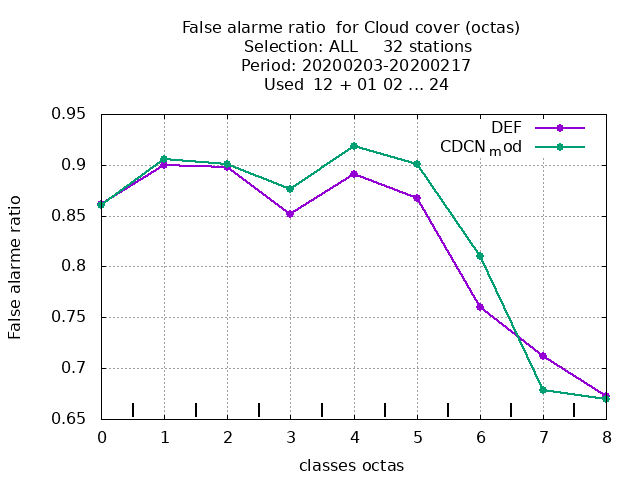 False alarme ratio  for Cloud cover (octas)
Selection: ALL     32 stations
Period: 20200203-20200217
Used  12 + 01 02 ... 24
DEF
CDCN_mod
False alarme ratio
0.95
0.9
0.85
0.8
0.75
0.7
0.65
0 1 2 3 4 5 6 7 8
classes octas